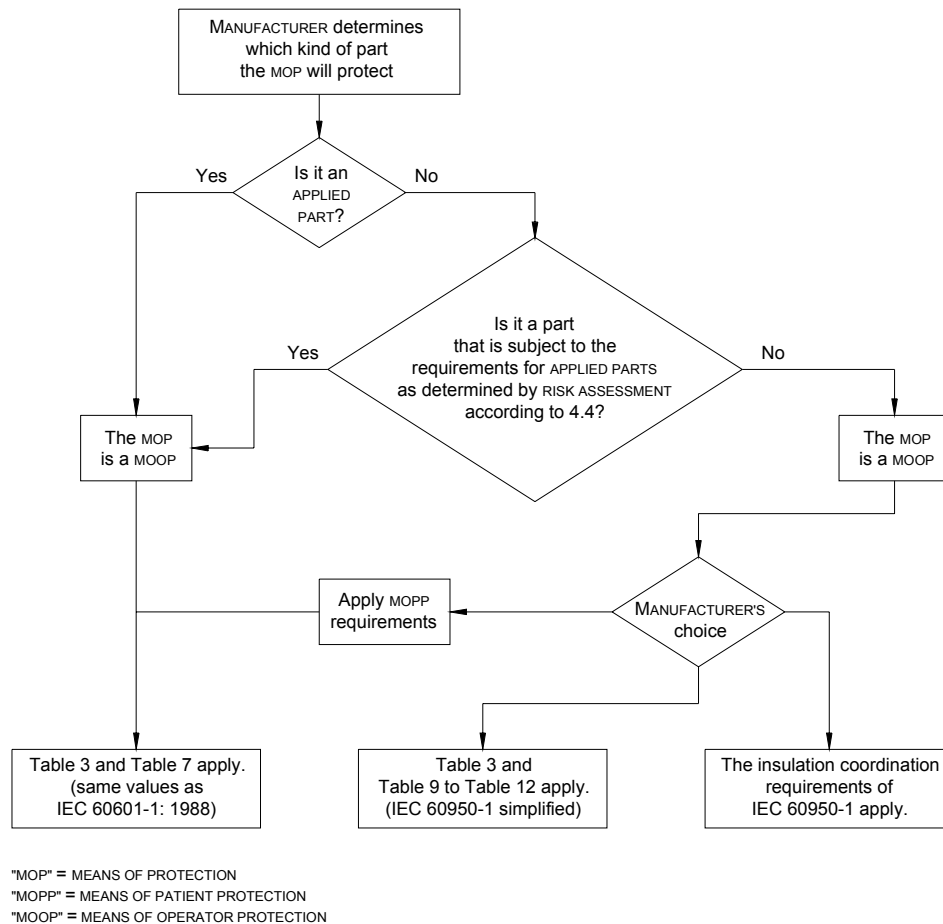 MANUFACTURER determines
which kind of part
the MOP will protect
Yes
Is it an
APPLIED
PART?
No
Yes
Is it a part
that is subject to the
requirements for APPLIED PARTS
as determined by RISK ASSESSMENT
according to 4.4?
No
The MOP
is a MOOP
The MOP
is a MOOP
Apply MOPP
requirements
MANUFACTURER'S
choice
Table 3 and Table 7 apply.
(same values as
IEC 60601-1: 1988)
Table 3 and
Table 9 to Table 12 apply.
(IEC 60950-1 simplified)
The insulation coordination
requirements of
IEC 60950-1 apply.
"MOP" = MEANS OF PROTECTION
"MOPP" = MEANS OF PATIENT PROTECTION
"MOOP" = MEANS OF OPERATOR PROTECTION